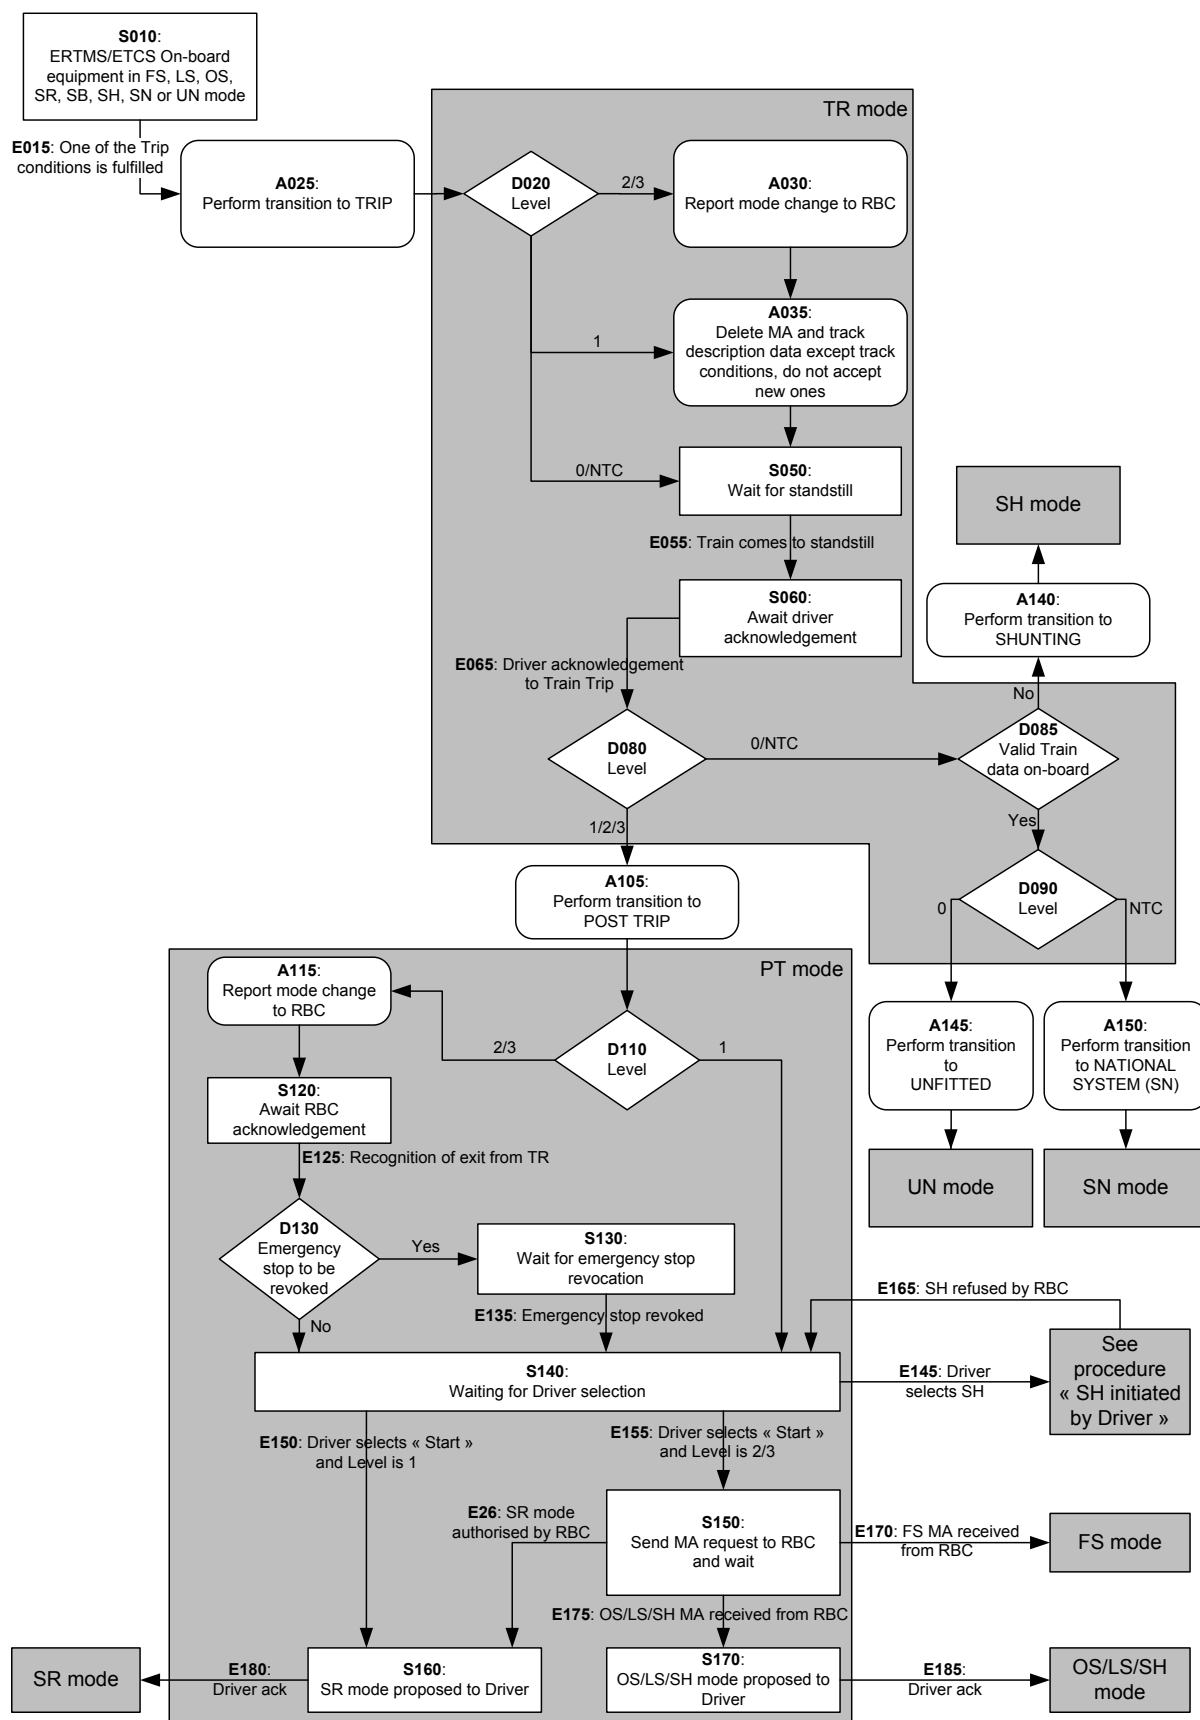 S010:
ERTMS/ETCS On-board
equipment in FS, LS, OS,
SR, SB, SH, SN or UN mode
E015: One of the Trip
conditions is fulfilled
A025:
Perform transition to TRIP
TR mode
D020
Level
2/3
A030:
Report mode change to RBC
1
A035:
Delete MA and track
description data except track
conditions, do not accept
new ones
0/NTC
S050:
Wait for standstill
E055: Train comes to standstill
S060:
Await driver
acknowledgement
E065: Driver acknowledgement
to Train Trip
SH mode
A140:
Perform transition to
SHUNTING
No
D080
Level
0/NTC
D085
Valid Train
data on-board
Yes
1/2/3
A105:
Perform transition to
POST TRIP
D090
Level
0
NTC
A145:
Perform transition
to
UNFITTED
A150:
Perform transition
to NATIONAL
SYSTEM (SN)
UN mode
SN mode
PT mode
A115:
Report mode change
to RBC
2/3
D110
Level
1
S120:
Await RBC
acknowledgement
E125: Recognition of exit from TR
D130
Emergency
stop to be
revoked
Yes
S130:
Wait for emergency stop
revocation
No
E135: Emergency stop revoked
E165: SH refused by RBC
S140:
Waiting for Driver selection
E145: Driver
selects SH
See
procedure
« SH initiated
by Driver »
E150: Driver selects « Start »
and Level is 1
E155: Driver selects « Start »
and Level is 2/3
E26: SR mode
authorised by RBC
S150:
Send MA request to RBC
and wait
E170: FS MA received
from RBC
FS mode
E175: OS/LS/SH MA received from RBC
SR mode
E180:
Driver ack
S160:
SR mode proposed to Driver
S170:
OS/LS/SH mode proposed to
Driver
E185:
Driver ack
OS/LS/SH
mode